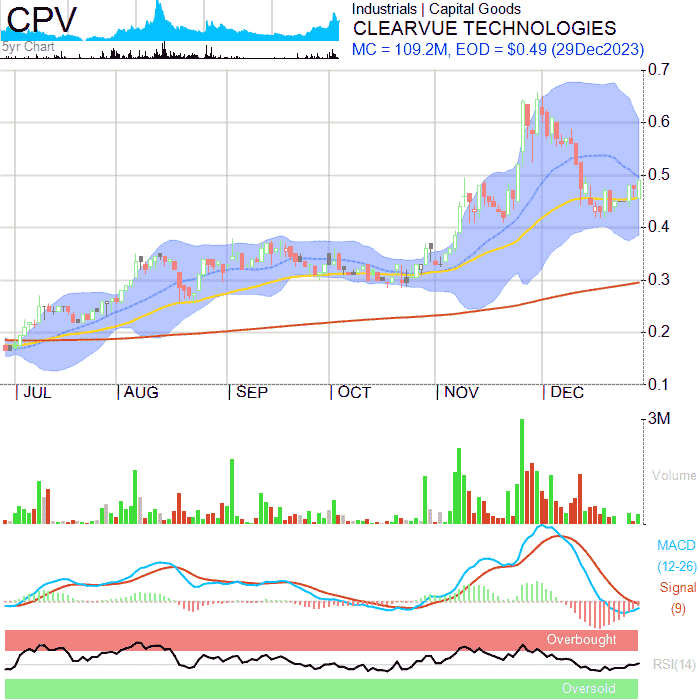 CPV
5yr Chart
Industrials | Capital Goods
CLEARVUE TECHNOLOGIES
MC = 109.2M, EOD = $0.49 (29Dec2023)
0.7
0.6
0.5
0.4
0.3
0.2
0.1
JUL AUG SEP OCT NOV DEC
3M
Volume
MACD
(12-26)
Signal
(9)
Overbought
RSI(14)
Oversold